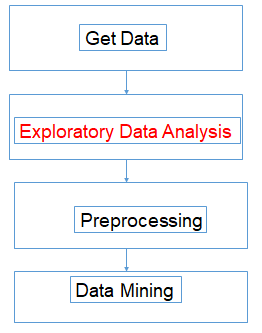 Get Data
Exploratory Data Analysis
Preprocessing
Data Mining